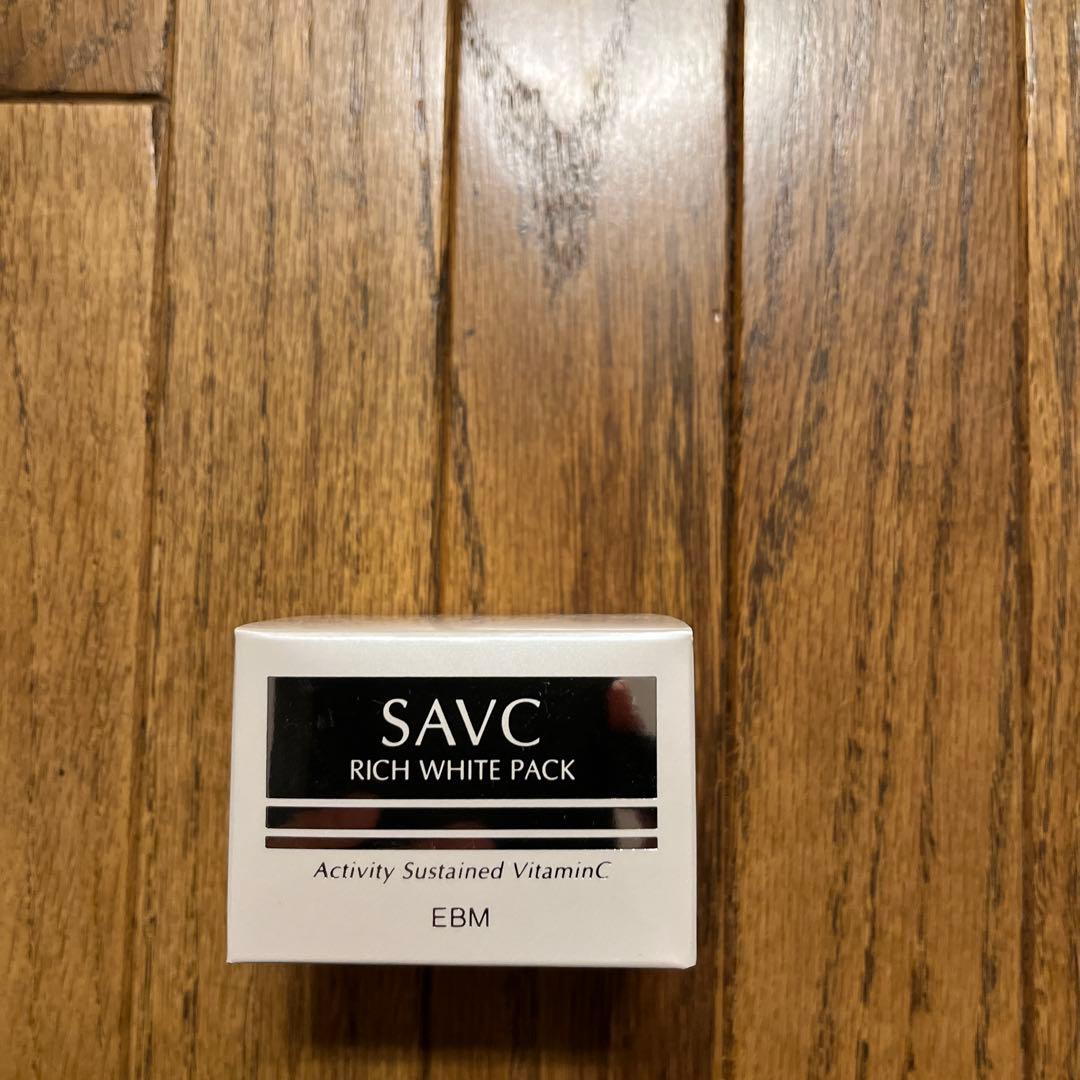 SAVC
RICH WHITE PACK
Activity Sustained VitaminC
EBM